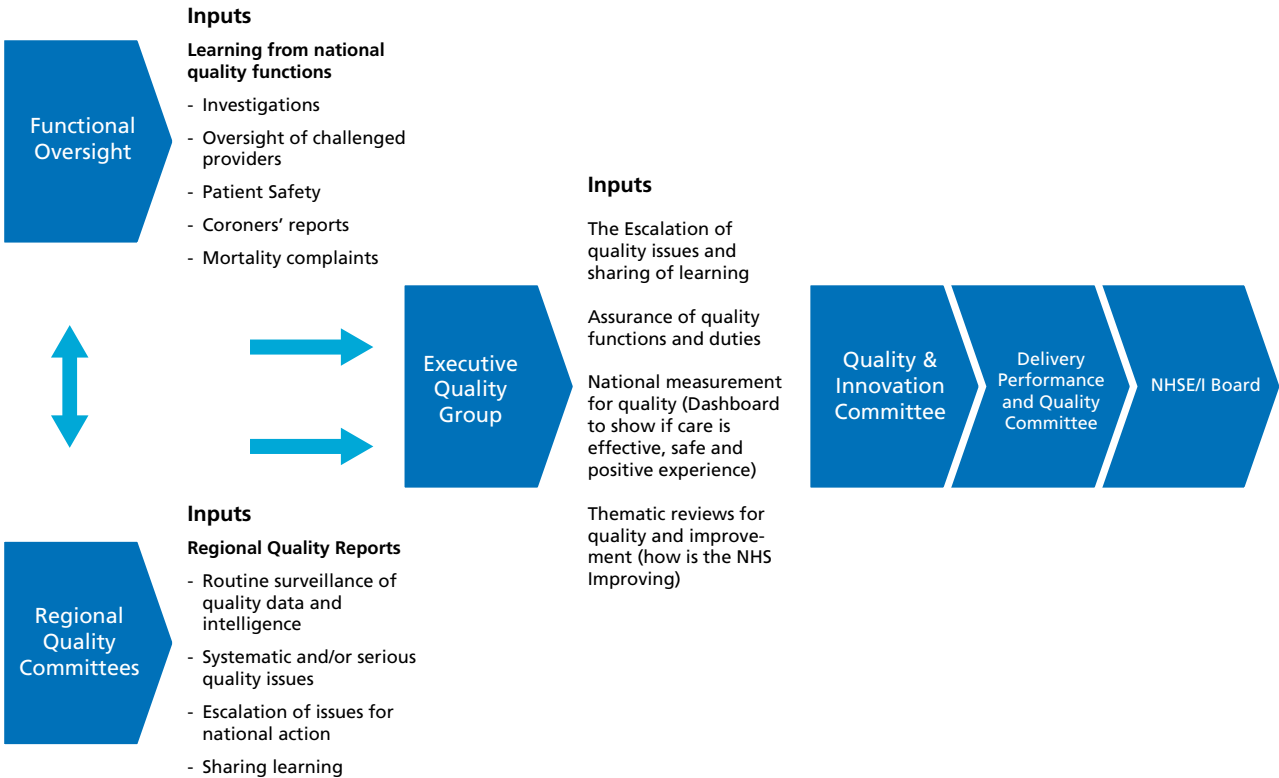 Inputs
Learning from national
quality functions
- Investigations
- Oversight of challenged
providers
- Patient Safety
- Coroners' reports
- Mortality complaints
Functional
Oversight
Inputs
The Escalation of
quality issues and
sharing of learning
Assurance of quality
functions and duties
National measurement
for quality (Dashboard
to show if care is
effective, safe and
positive experience)
Thematic reviews for
quality and improve-
ment (how is the NHS
Improving)
Executive
Quality
Group
Quality &
Innovation
Committee
Delivery
Performance
and Quality
Committee
NHSE/I Board
Inputs
Regional Quality Reports
- Routine surveillance of
quality data and
intelligence
- Systematic and/or serious
quality issues
- Escalation of issues for
national action
- Sharing learning
Regional
Quality
Committees